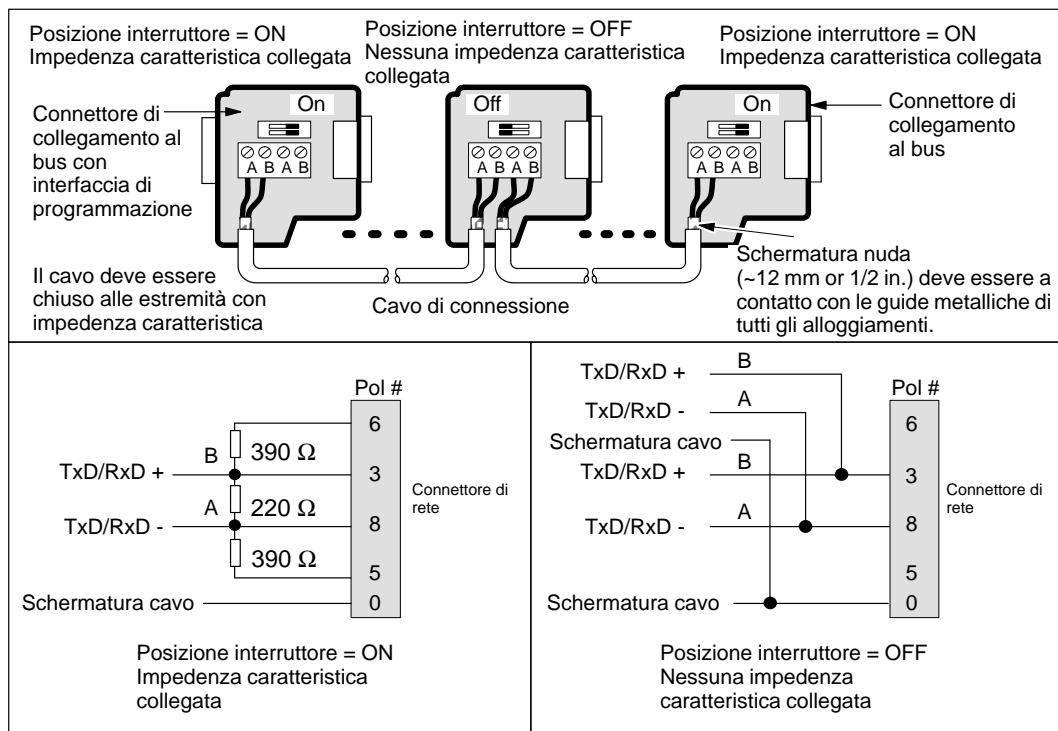 Posizione interruttore = ON
Impedenza caratteristica collegata
Posizione interruttore = OFF
Nessuna impedenza caratteristica
collegata
Posizione interruttore = ON
Impedenza caratteristica collegata
Connettore di
collegamento al
bus con
interfaccia di
programmazione
On
A B A B
Off
A B A B
On
A B A B
Connettore di
collegamento
al bus
Il cavo deve essere
chiuso alle estremità con
impedenza caratteristica
Cavo di connessione
Schermatura nuda
(~12 mm or 1/2 in.) deve essere a
contatto con le guide metalliche di
tutti gli alloggiamenti.
Pol #
6
390 Ω
B
TxD/RxD +
3
A
220 Ω
TxD/RxD -
8
390 Ω
5
Schermatura cavo
0
Connettore di
rete
Posizione interruttore = ON
Impedenza caratteristica
collegata
TxD/RxD +
B
Pol #
TxD/RxD -
A
6
Schermatura cavo
TxD/RxD +
B
3
Connettore di
rete
TxD/RxD -
A
8
5
Schermatura cavo
0
Posizione interruttore = OFF
Nessuna impedenza
caratteristica collegata